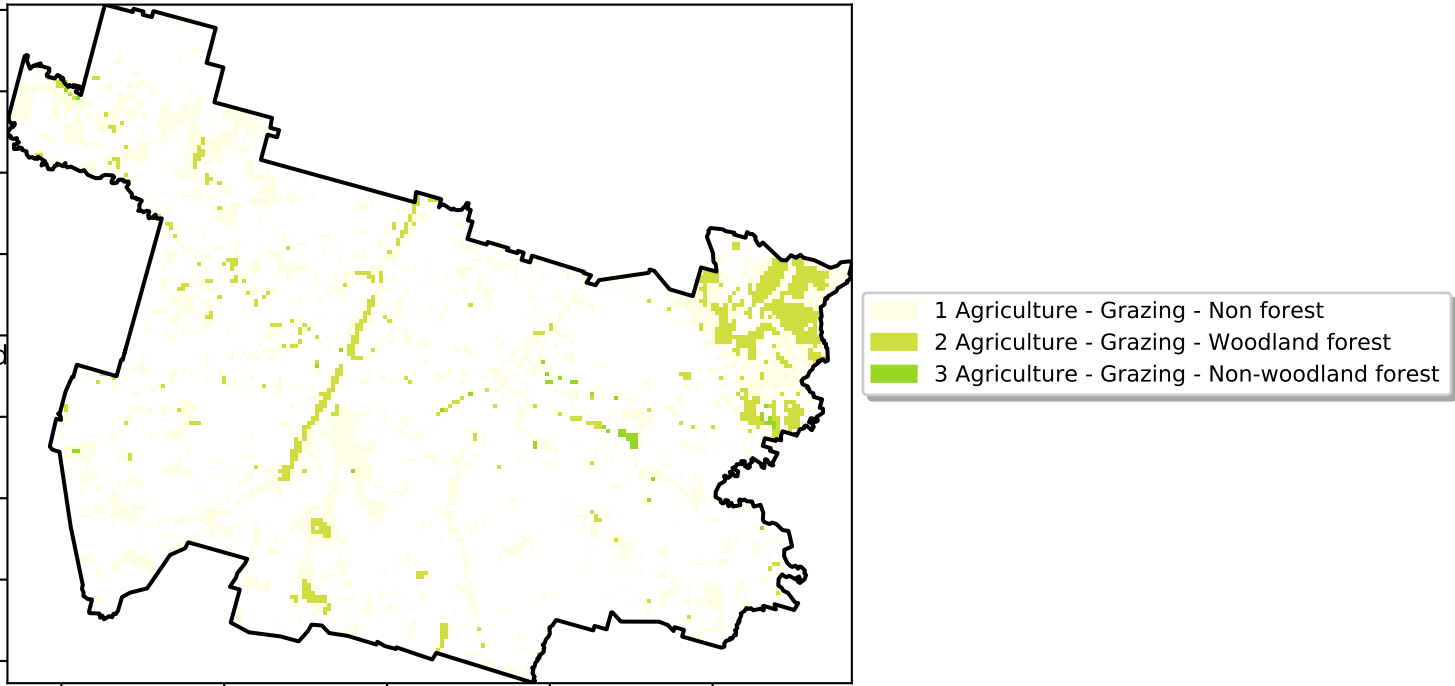 1 Agriculture - Grazing - Non forest
2 Agriculture - Grazing - Woodland forest
3 Agriculture - Grazing - Non-woodland forest